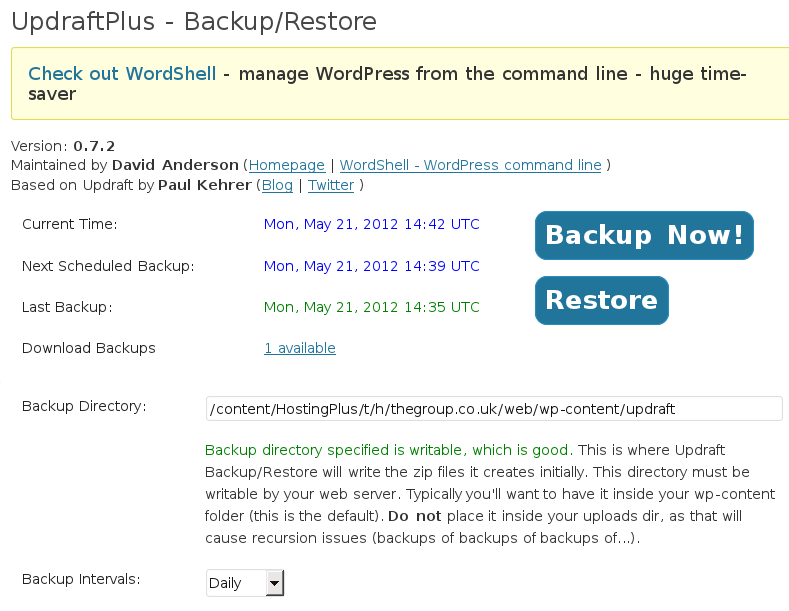 UpdraftPlus - Backup/Restore
Check out WordShell - manage WordPress from the command line - huge time-
saver
Version: 0.7.2
Maintained by David Anderson (Homepage | WordShell - WordPress command line )
Based on Updraft by Paul Kehrer (Blog | Twitter )
Current Time: Mon, May 21, 2012 14:42 UTC
Backup Now!
Next Scheduled Backup: Mon, May 21, 2012 14:39 UTC
Restore
Last Backup: Mon, May 21, 2012 14:35 UTC
Download Backups 1 available
Backup Directory: /content/HostingPlus/t/h/thegroup.co.uk/web/wp-content/updraft
Backup directory specified is writable, which is good. This is where Updraft
Backup/Restore will write the zip files it creates initially. This directory must be
writable by your web server. Typically you'll want to have it inside your wp-content
folder (this is the default). Do not place it inside your uploads dir, as that will
cause recursion issues (backups of backups of backups of...).
Backup Intervals: Daily